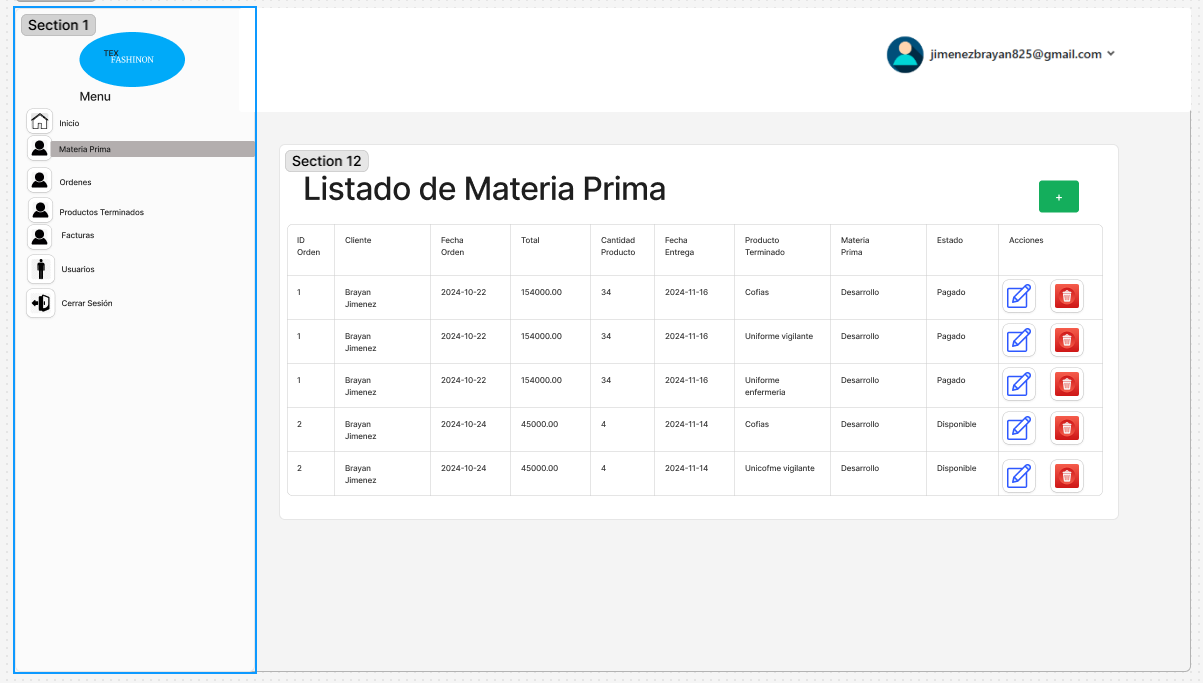 Section 1
TEX
FASHINON
Menu
Inicio
Materia Prima
Ordenes
Productos Terminados
Facturas
Usuarios
Cerrar Sesión
jimenezbrayan825@gmail.com
Section 12
Listado de Materia Prima
+
ID Orden Cliente Fecha Orden Total Cantidad Producto Fecha Entrega Producto Terminado Materia Prima Estado Acciones
1 Brayan Jimenez 2024-10-22 154000.00 34 2024-11-16 Cofias Desarrollo Pagado
1 Brayan Jimenez 2024-10-22 154000.00 34 2024-11-16 Uniforme vigilante Desarrollo Pagado
1 Brayan Jimenez 2024-10-22 154000.00 34 2024-11-16 Uniforme enfermeria Desarrollo Pagado
2 Brayan Jimenez 2024-10-24 45000.00 4 2024-11-14 Cofias Desarrollo Disponible
2 Brayan Jimenez 2024-10-24 45000.00 4 2024-11-14 Unicofme vigilante Desarrollo Disponible